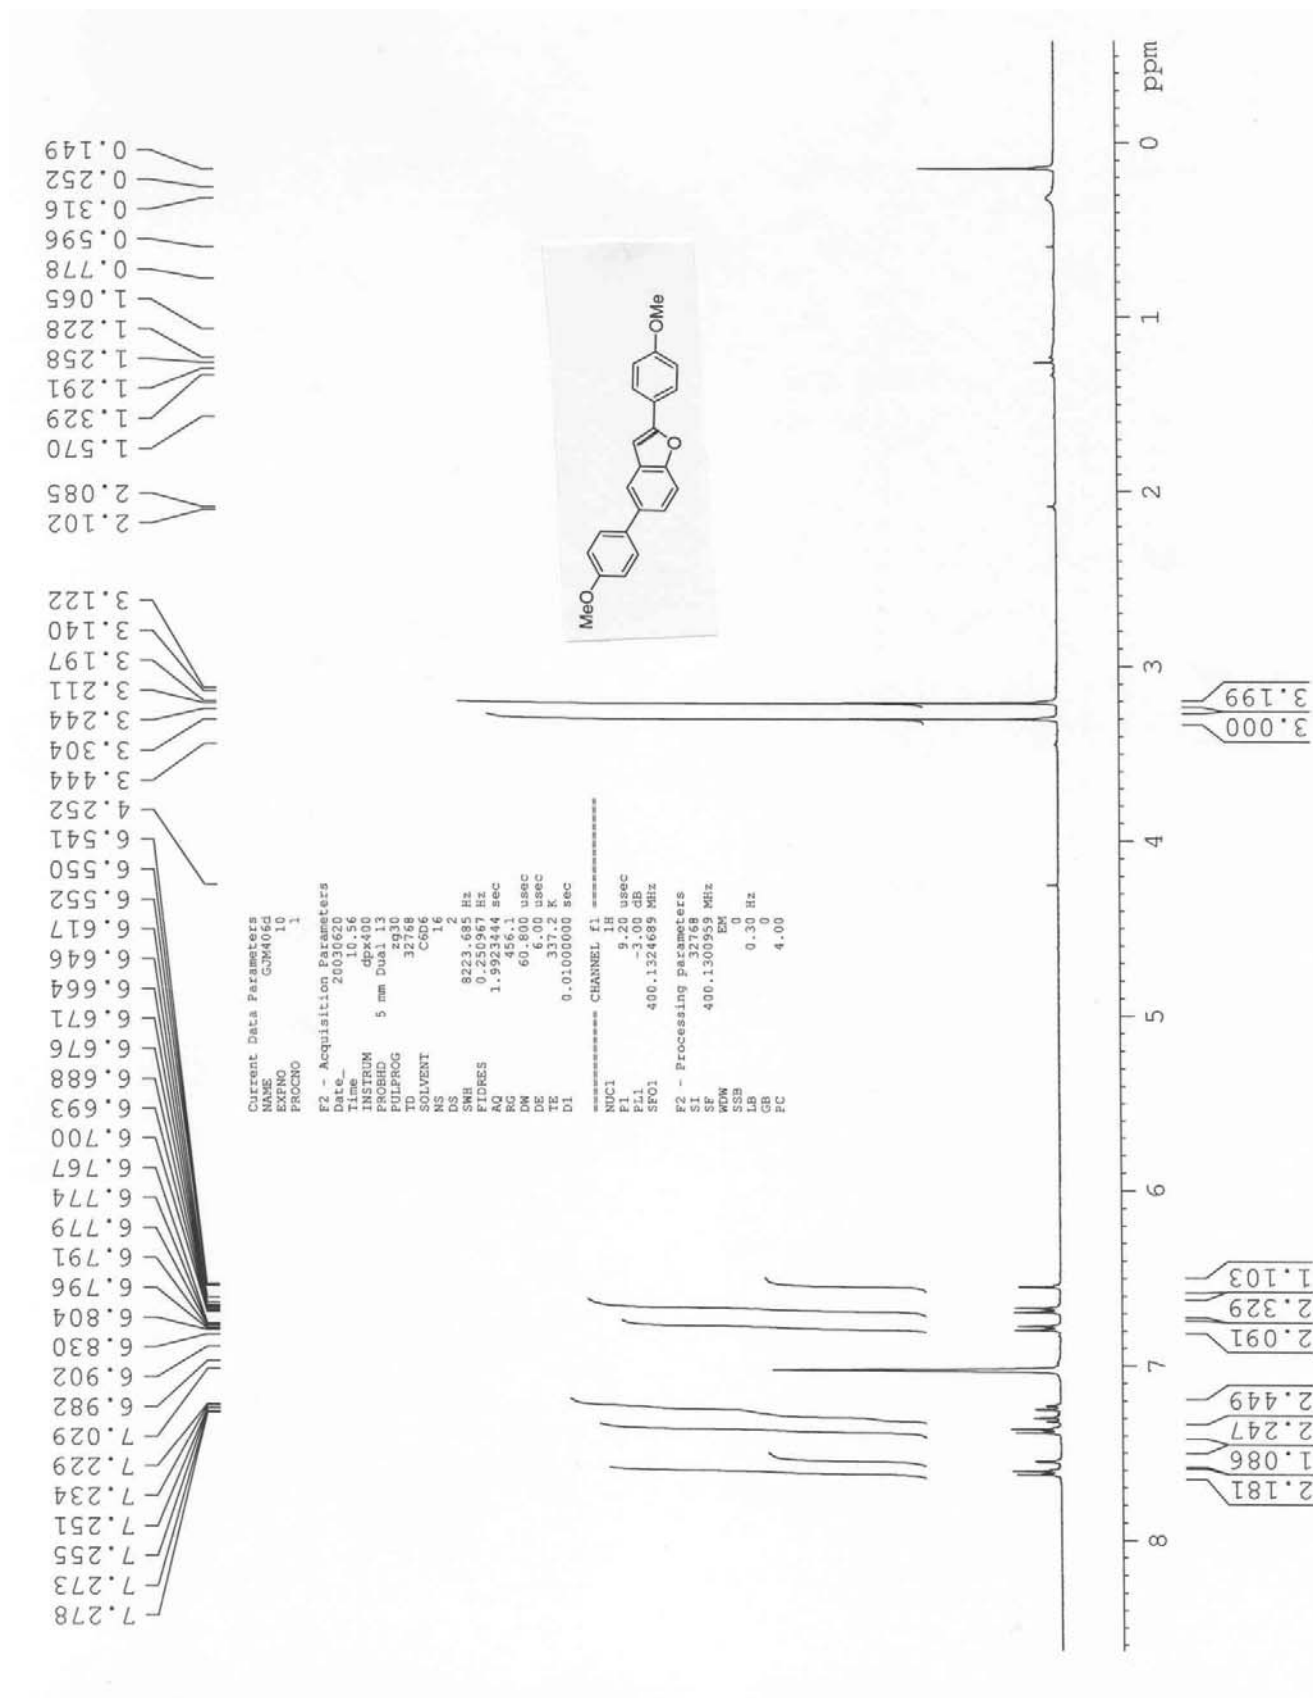 7.278
7.273
7.255
7.251
7.234
7.229
7.029
6.982
6.902
6.830
6.804
6.796
6.791
6.779
6.774
6.767
6.700
6.693
6.688
6.676
6.671
6.664
6.646
6.617
6.552
6.550
6.541
4.252
3.444
3.304
3.244
3.211
3.197
3.140
3.122
2.102
2.085
1.570
1.329
1.291
1.258
1.228
1.065
0.778
0.596
0.316
0.252
0.149
Current Data Parameters
NAME GJM406d
EXPNO 10
PROCNO 1
F2 - Acquisition Parameters
Date_ 20030620
Time 10.56
INSTRUM dpx400
PROBHD 5 mm Dual 13
PULPROG zg30
TD 32768
SOLVENT C6D6
NS 16
DS 2
SWH 8223.685 Hz
FIDRES 0.250967 Hz
AQ 1.9923444 sec
RG 456.1
DW 60.800 usec
DE 6.00 usec
TE 337.2 K
D1 0.01000000 sec
============ CHANNEL f1 ============
NUC1 1H
P1 9.20 usec
PL1 -3.00 dB
SFO1 400.1324689 MHz
F2 - Processing parameters
SI 32768
SF 400.1300959 MHz
WDW EM
SSB 0
LB 0.30 Hz
GB 0
PC 4.00
MeO
O
OMe
8 7 6 5 4 3 2 1 0 ppm
2.181
1.086
2.247
2.449
2.091
2.329
1.103
3.000
3.199